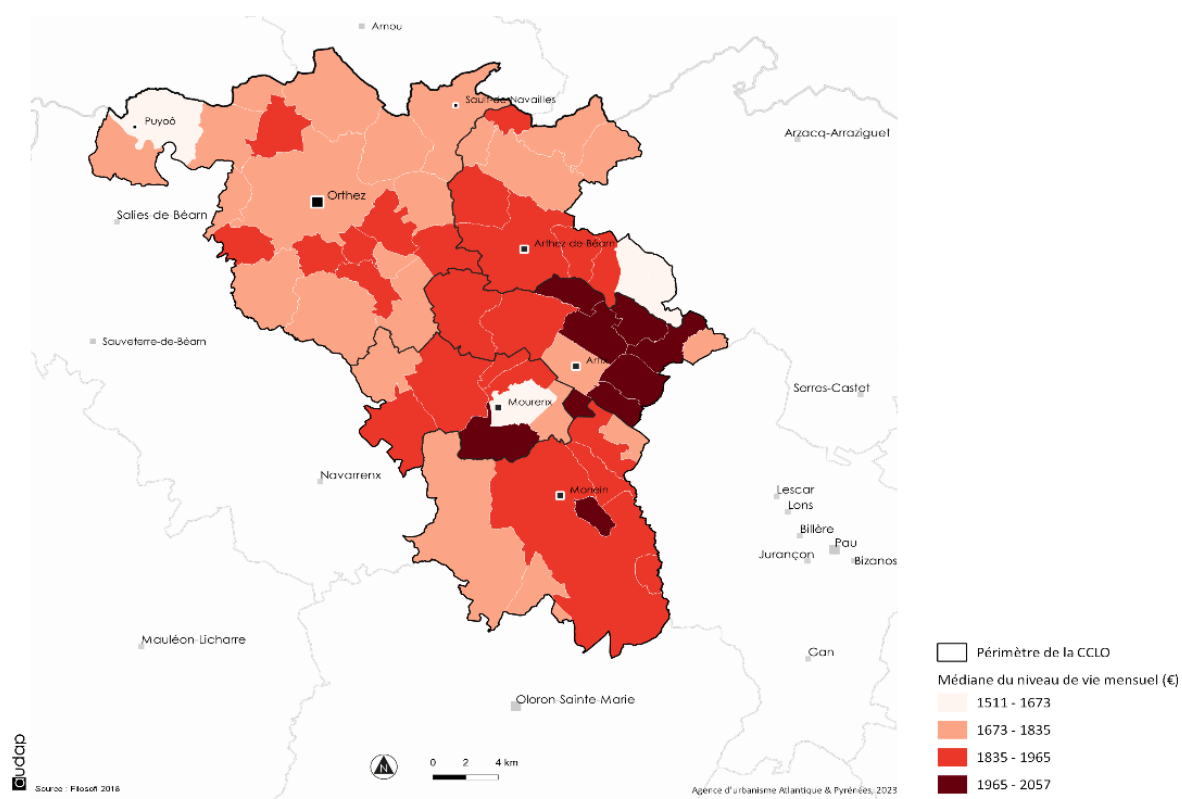 Arnou
Sault-de-Navailles
Puyoô
Arzacq-Arraziguet
Orthez
Salies de Béarn
Arthez-de-Béarn
Sauveterre-de-Béarn
Serres-Castet
Mourenx
Navarrenx
Monein
Lescar
Lons
Billère
Pau
Jurançon
Bizanos
Mauléon-Licharre
Gan
Oloron-Sainte-Marie
Périmètre de la CCLO
Médiane du niveau de vie mensuel (€)
1511 - 1673
1673 - 1835
1835 - 1965
1965 - 2057
N
0 2 4 km
audap
Source : Filosofi 2018
Agence d'urbanisme Atlantique & Pyrénées, 2023